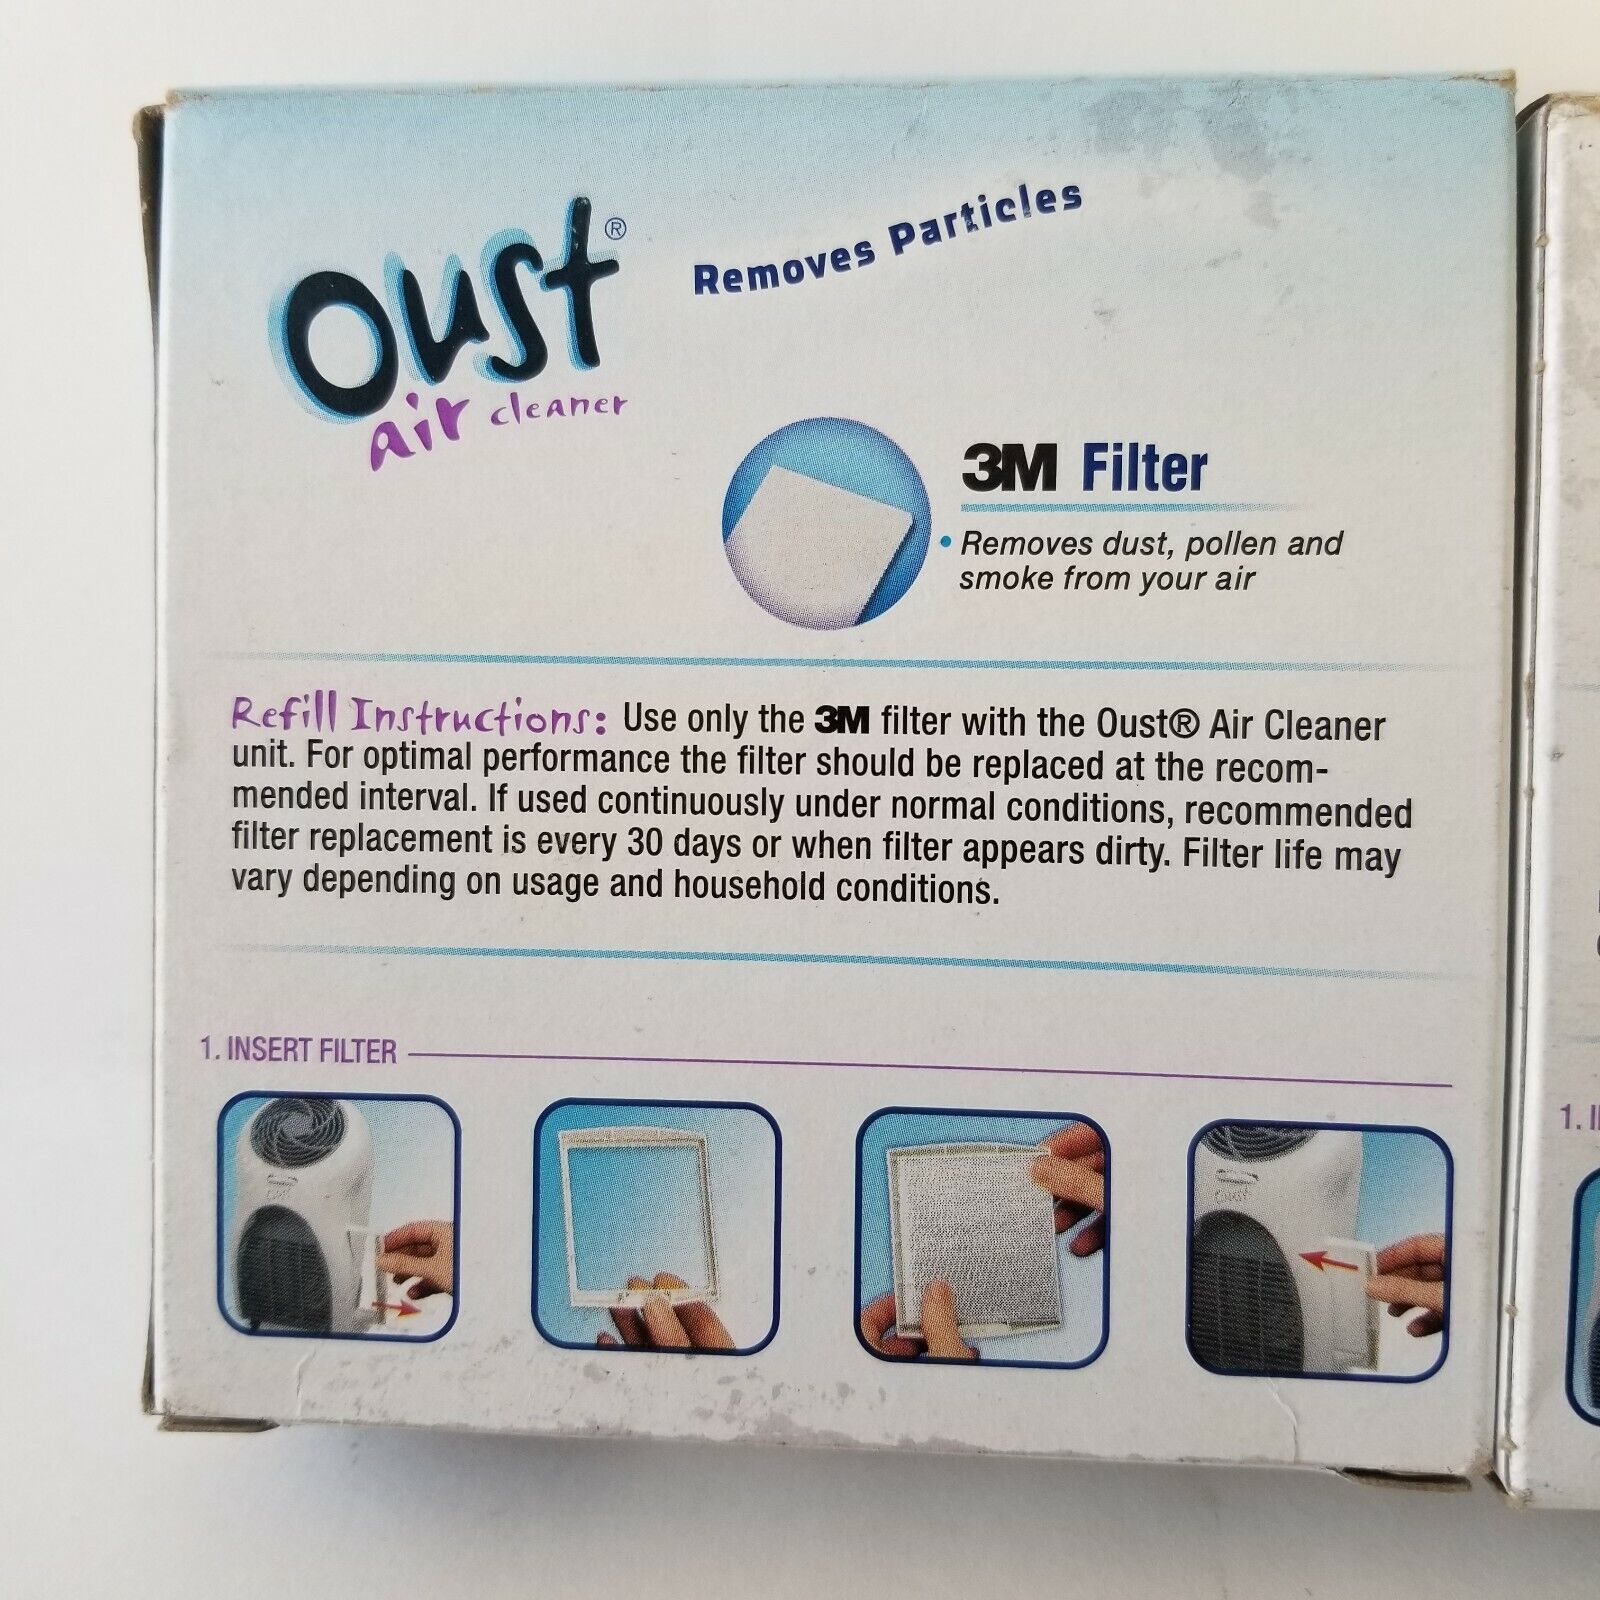 Oust®
air cleaner
Removes Particles
3M Filter
• Removes dust, pollen and
smoke from your air
Refill Instructions: Use only the 3M filter with the Oust® Air Cleaner
unit. For optimal performance the filter should be replaced at the recom-
mended interval. If used continuously under normal conditions, recommended
filter replacement is every 30 days or when filter appears dirty. Filter life may
vary depending on usage and household conditions.
1. INSERT FILTER
Oust
1. I